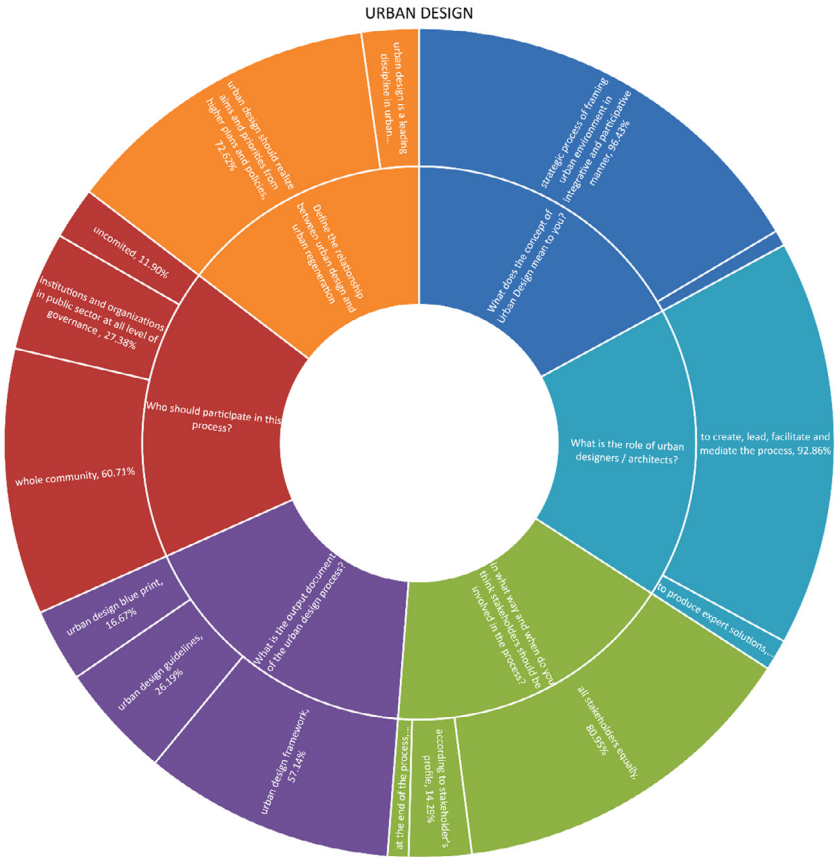 URBAN DESIGN
strategic process of framing
urban environment in
integrative and participative
manner, 96.43%
What does the concept of
Urban Design mean to you?
to create, lead, facilitate and
mediate the process, 92.86%
What is the role of urban
designers / architects?
to produce expert solutions,...
all stakeholders equally,
80.95%
in what way and when do you
think stakeholders should be
involved in the process?
according to stakeholder's
profile, 14.29%
at the end of the process,...
What is the output document
of the urban design process?
urban design framework,
57.14%
urban design guidelines,
26.19%
urban design blue print,
16.67%
Who should participate in this
process?
whole community, 60.71%
institutions and organizations
in public sector at all level of
governance , 27.38%
uncomited, 11.90%
Define the relationship
between urban design and
urban regeneration
urban design should realize
aims and priorities from
higher plans and policies,
72.62%
urban design is a leading
discipline in urban...